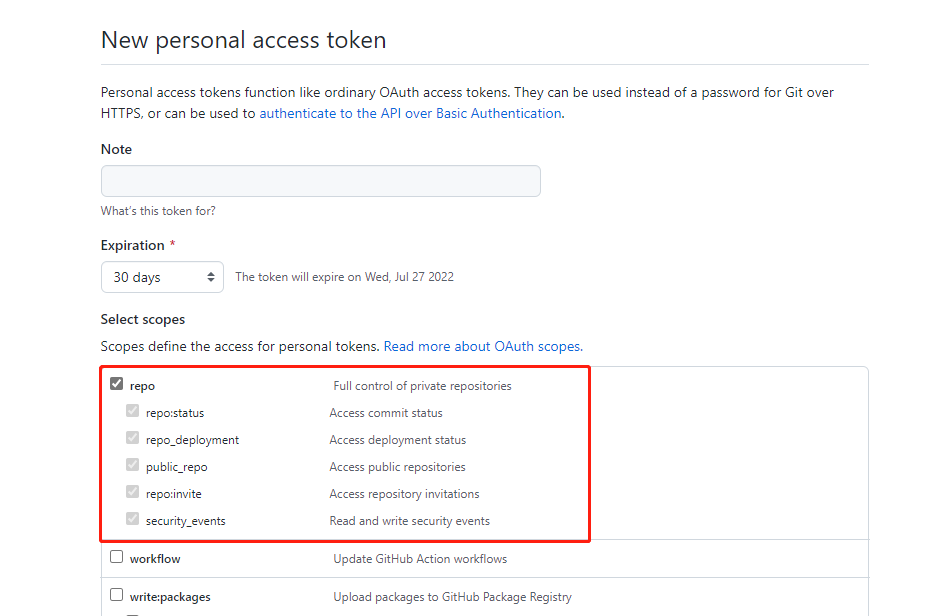 New personal access token
Personal access tokens function like ordinary OAuth access tokens. They can be used instead of a password for Git over
HTTPS, or can be used to authenticate to the API over Basic Authentication.
Note
What's this token for?
Expiration *
30 days The token will expire on Wed, Jul 27 2022
Select scopes
Scopes define the access for personal tokens. Read more about OAuth scopes.
repo Full control of private repositories
repo:status Access commit status
repo_deployment Access deployment status
public_repo Access public repositories
repo:invite Access repository invitations
security_events Read and write security events
workflow Update GitHub Action workflows
write:packages Upload packages to GitHub Package Registry